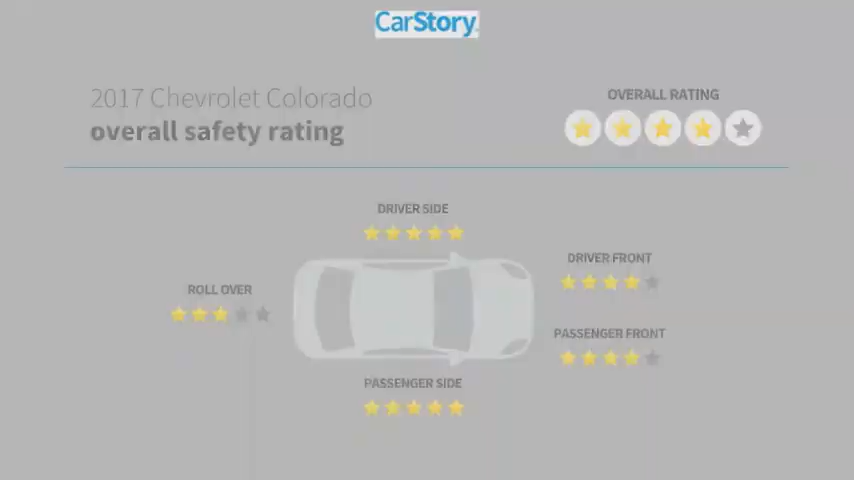 CarStory
2017 Chevrolet Colorado
overall safety rating
OVERALL RATING
DRIVER SIDE
DRIVER FRONT
ROLL OVER
PASSENGER FRONT
PASSENGER SIDE